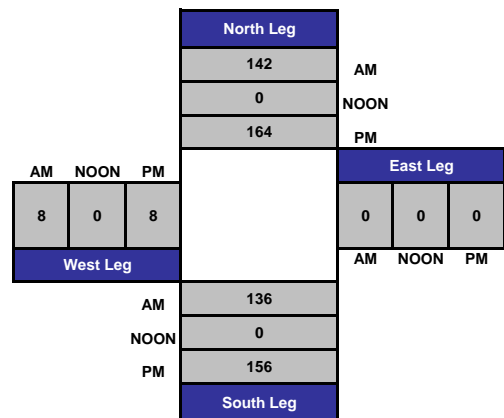 North Leg
142 AM
0 NOON
164 PM
AM NOON PM
East Leg
8 0 8
0 0 0
West Leg
AM NOON PM
AM 136
NOON 0
PM 156
South Leg